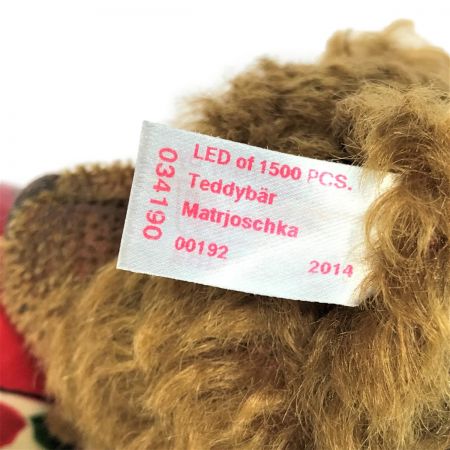 034190
LED of 1500 PCS.
Teddybär
Matrjoschka
00192 2014